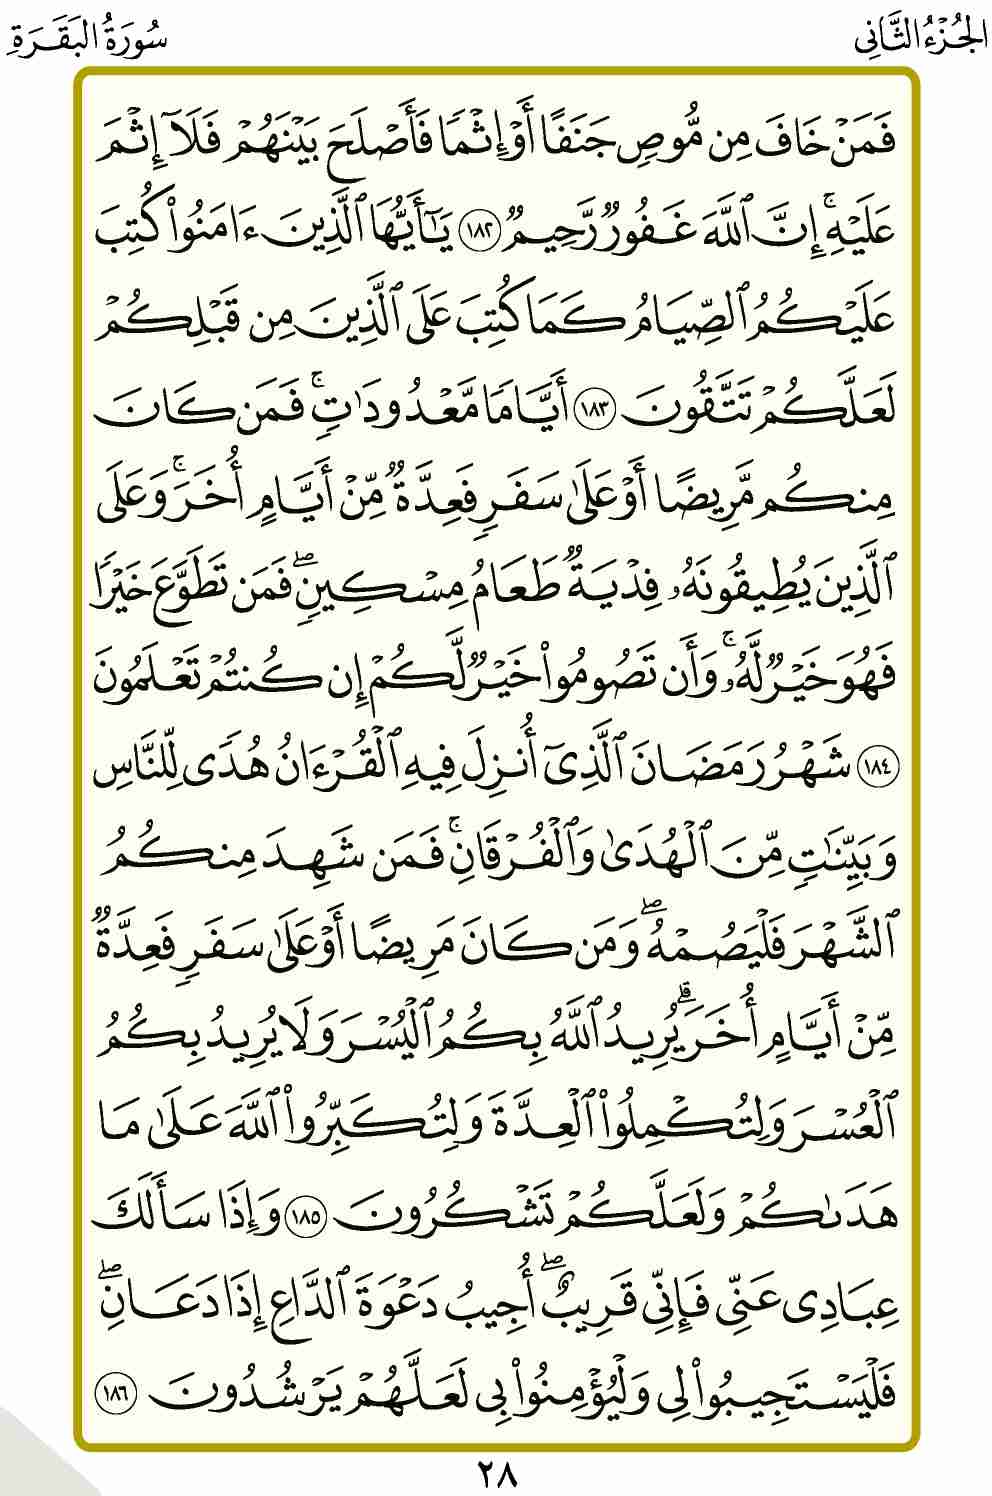 الجُزْءُ الثَّانِي
سُورَةُ البَقَرَةِ
فَمَنْ خَافَ مِن مُّوصٍ جَنَفًا أَوْ إِثْمًا فَأَصْلَحَ بَيْنَهُمْ فَلَآ إِثْمَ
عَلَيْهِ ۚ إِنَّ ٱللَّهَ غَفُورٌ رَّحِيمٌ ١٨٢ يَٰٓأَيُّهَا ٱلَّذِينَ ءَامَنُوا۟ كُتِبَ
عَلَيْكُمُ ٱلصِّيَامُ كَمَا كُتِبَ عَلَى ٱلَّذِينَ مِن قَبْلِكُمْ
لَعَلَّكُمْ تَتَّقُونَ ١٨٣ أَيَّامًا مَّعْدُودَٰتٍ ۚ فَمَن كَانَ
مِنكُم مَّرِيضًا أَوْ عَلَىٰ سَفَرٍ فَعِدَّةٌ مِّنْ أَيَّامٍ أُخَرَ ۚ وَعَلَى
ٱلَّذِينَ يُطِيقُونَهُۥ فِدْيَةٌ طَعَامُ مِسْكِينٍ ۖ فَمَن تَطَوَّعَ خَيْرًا
فَهُوَ خَيْرٌ لَّهُۥ ۚ وَأَن تَصُومُوا۟ خَيْرٌ لَّكُمْ إِن كُنتُمْ تَعْلَمُونَ
١٨٤ شَهْرُ رَمَضَانَ ٱلَّذِىٓ أُنزِلَ فِيهِ ٱلْقُرْءَانُ هُدًى لِّلنَّاسِ
وَبَيِّنَٰتٍ مِّنَ ٱلْهُدَىٰ وَٱلْفُرْقَانِ ۚ فَمَن شَهِدَ مِنكُمُ
ٱلشَّهْرَ فَلْيَصُمْهُ ۖ وَمَن كَانَ مَرِيضًا أَوْ عَلَىٰ سَفَرٍ فَعِدَّةٌ
مِّنْ أَيَّامٍ أُخَرَ ۗ يُرِيدُ ٱللَّهُ بِكُمُ ٱلْيُسْرَ وَلَا يُرِيدُ بِكُمُ
ٱلْعُسْرَ وَلِتُكْمِلُوا۟ ٱلْعِدَّةَ وَلِتُكَبِّرُوا۟ ٱللَّهَ عَلَىٰ مَا
هَدَىٰكُمْ وَلَعَلَّكُمْ تَشْكُرُونَ ١٨٥ وَإِذَا سَأَلَكَ
عِبَادِى عَنِّى فَإِنِّى قَرِيبٌ ۖ أُجِيبُ دَعْوَةَ ٱلدَّاعِ إِذَا دَعَانِ ۖ
فَلْيَسْتَجِيبُوا۟ لِى وَلْيُؤْمِنُوا۟ بِى لَعَلَّهُمْ يَرْشُدُونَ ١٨٦
٢٨